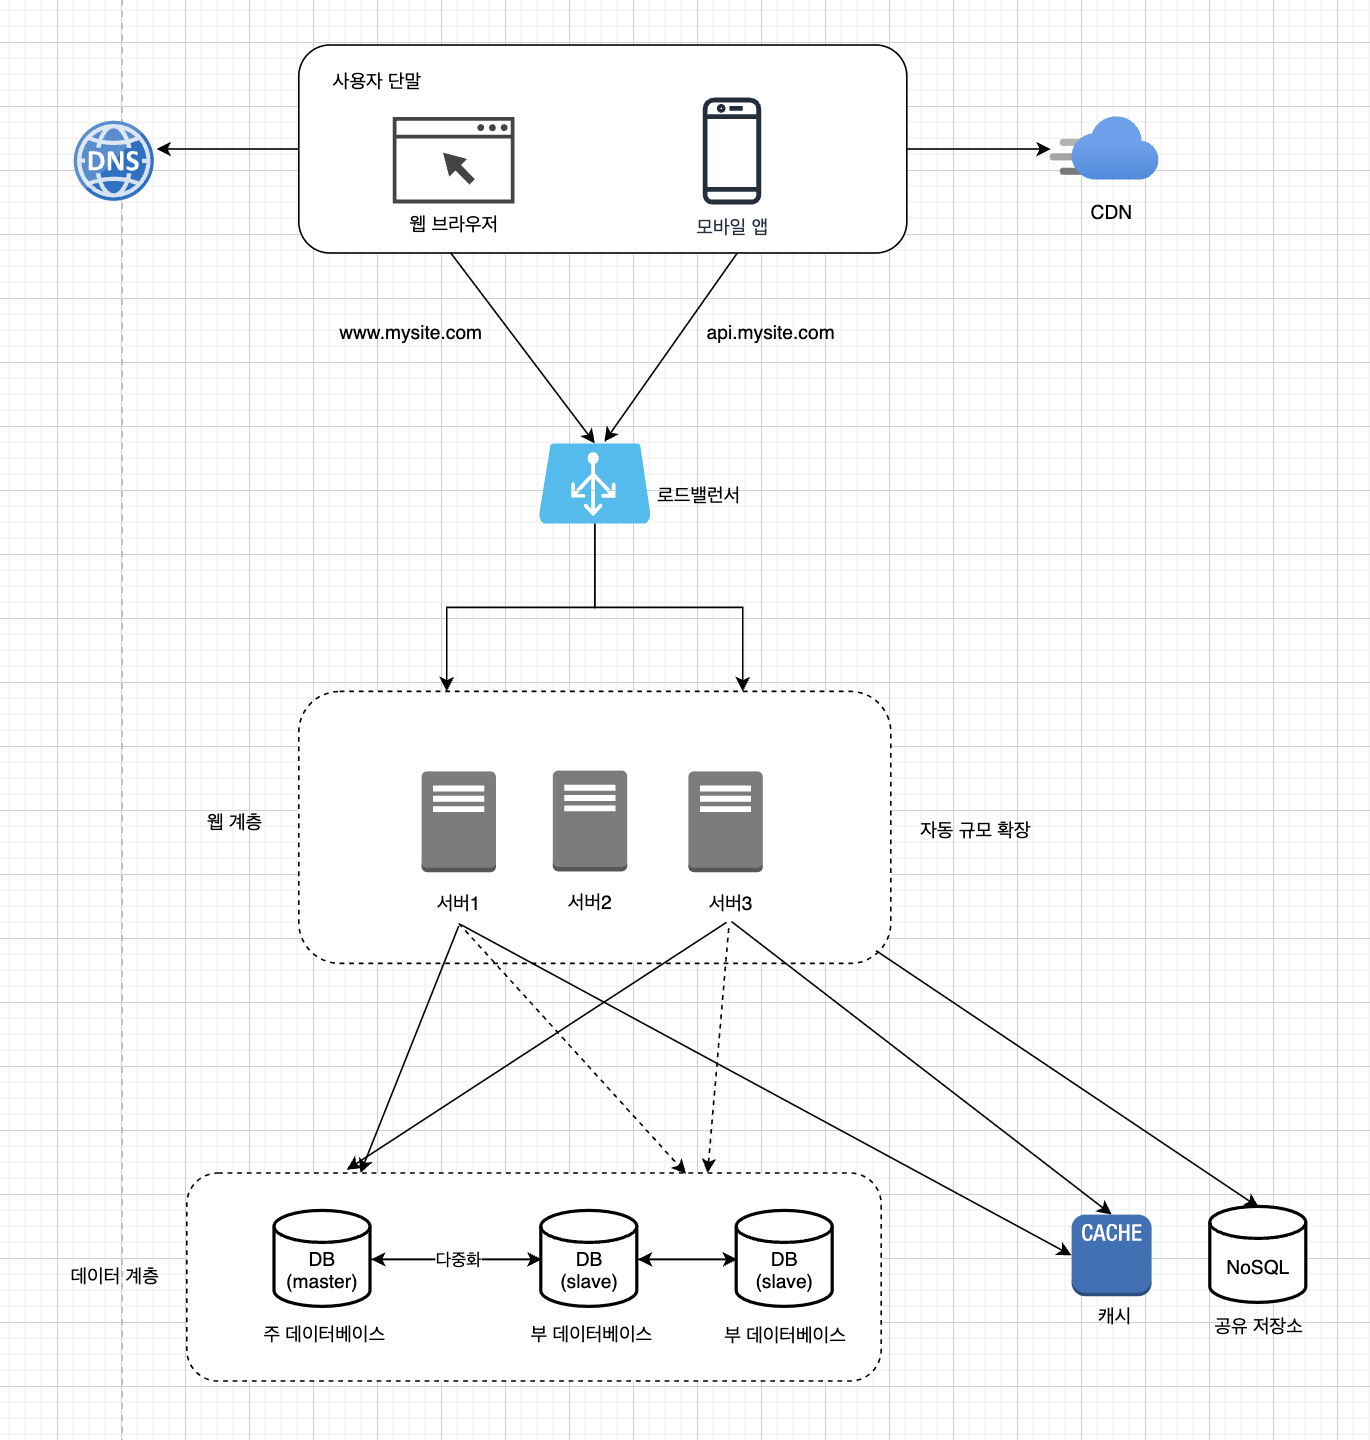 사용자 단말
DNS
웹 브라우저
모바일 앱
CDN
www.mysite.com
api.mysite.com
로드밸런서
웹 계층
자동 규모 확장
서버1
서버2
서버3
데이터 계층
DB
(master)
다중화
DB
(slave)
DB
(slave)
주 데이터베이스
부 데이터베이스
부 데이터베이스
CACHE
캐시
NoSQL
공유 저장소